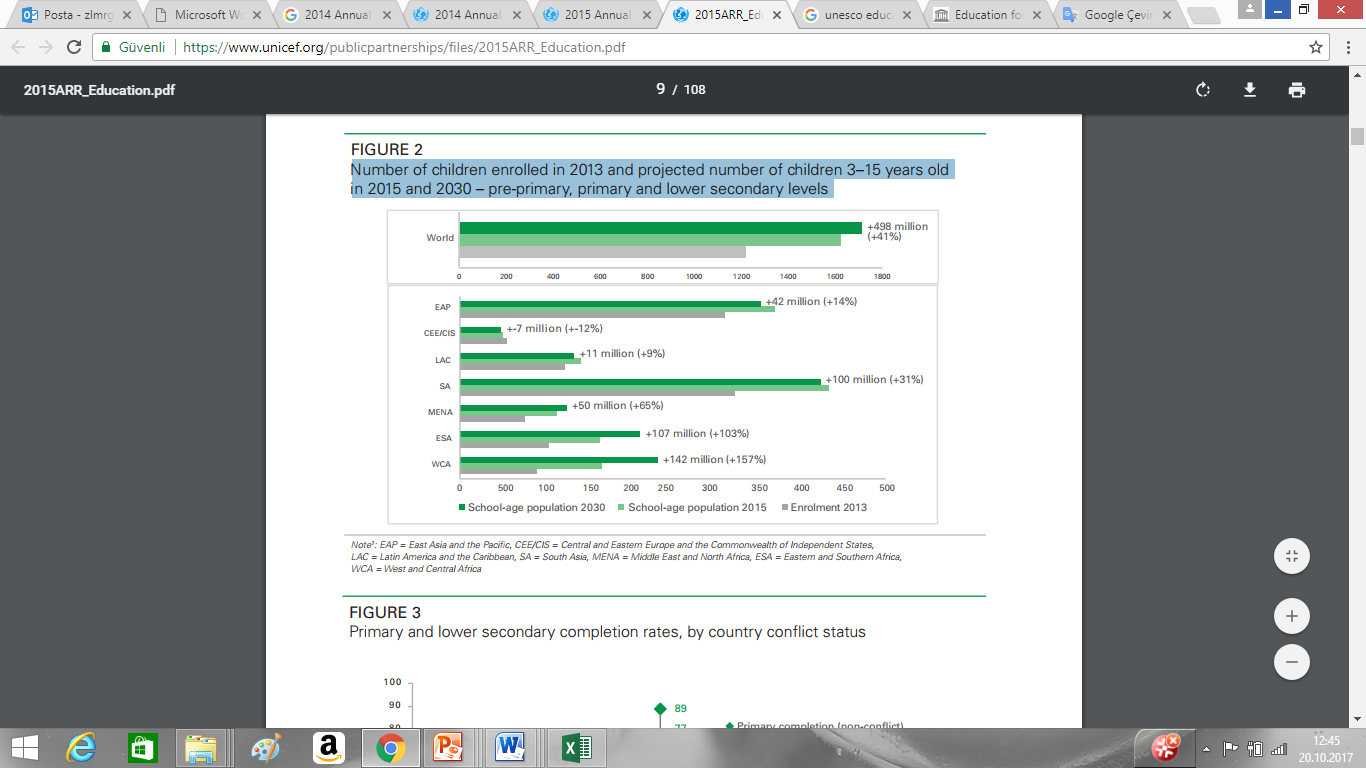 Posta - zlmrg
Microsoft Wo
2014 Annual
2014 Annual
2015 Annual
2015ARR_Ed
unesco educ
Education fo
Google Çevir
Güvenli
https://www.unicef.org/publicpartnerships/files/2015ARR_Education.pdf
2015ARR_Education.pdf
9 / 108
FIGURE 2
Number of children enrolled in 2013 and projected number of children 3–15 years old
in 2015 and 2030 – pre-primary, primary and lower secondary levels
World
+498 million
(+41%)
0 200 400 600 800 1000 1200 1400 1600 1800
EAP +42 million (+14%)
CEE/CIS +-7 million (+-12%)
LAC +11 million (+9%)
SA +100 million (+31%)
MENA +50 million (+65%)
ESA +107 million (+103%)
WCA +142 million (+157%)
0 500 100 150 200 250 300 350 400 450 500
School-age population 2030 School-age population 2015 Enrolment 2013
Note¹: EAP = East Asia and the Pacific, CEE/CIS = Central and Eastern Europe and the Commonwealth of Independent States,
LAC = Latin America and the Caribbean, SA = South Asia, MENA = Middle East and North Africa, ESA = Eastern and Southern Africa,
WCA = West and Central Africa
FIGURE 3
Primary and lower secondary completion rates, by country conflict status
100
90
89
80
77
Primary completion (non-conflict)
12:45
20.10.2017